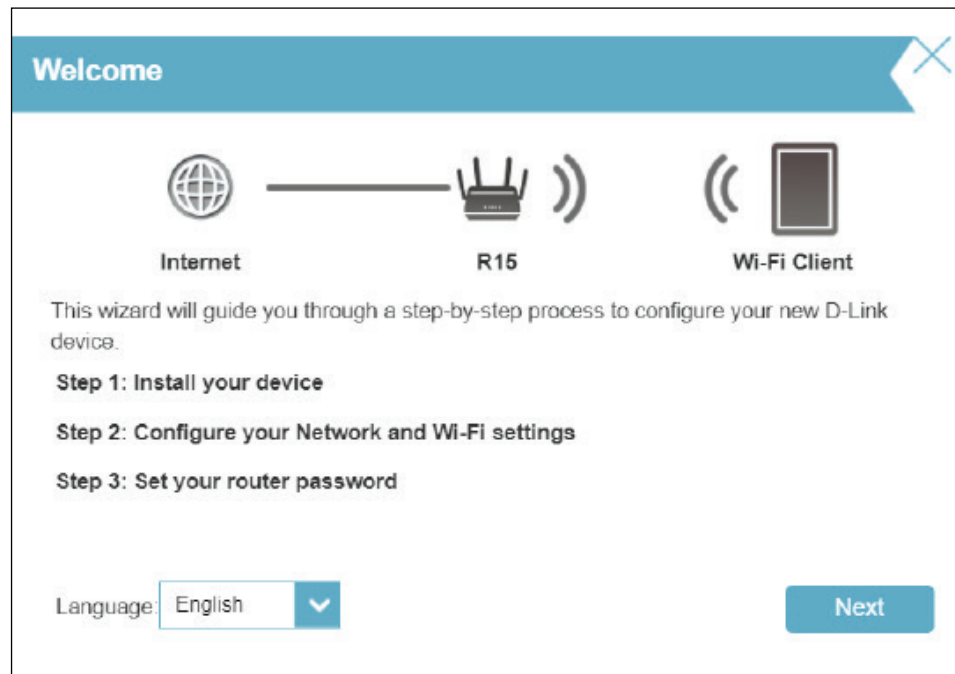 Welcome
Internet
R15
Wi-Fi Client
This wizard will guide you through a step-by-step process to configure your new D-Link
device.
Step 1: Install your device
Step 2: Configure your Network and Wi-Fi settings
Step 3: Set your router password
Language: English
Next